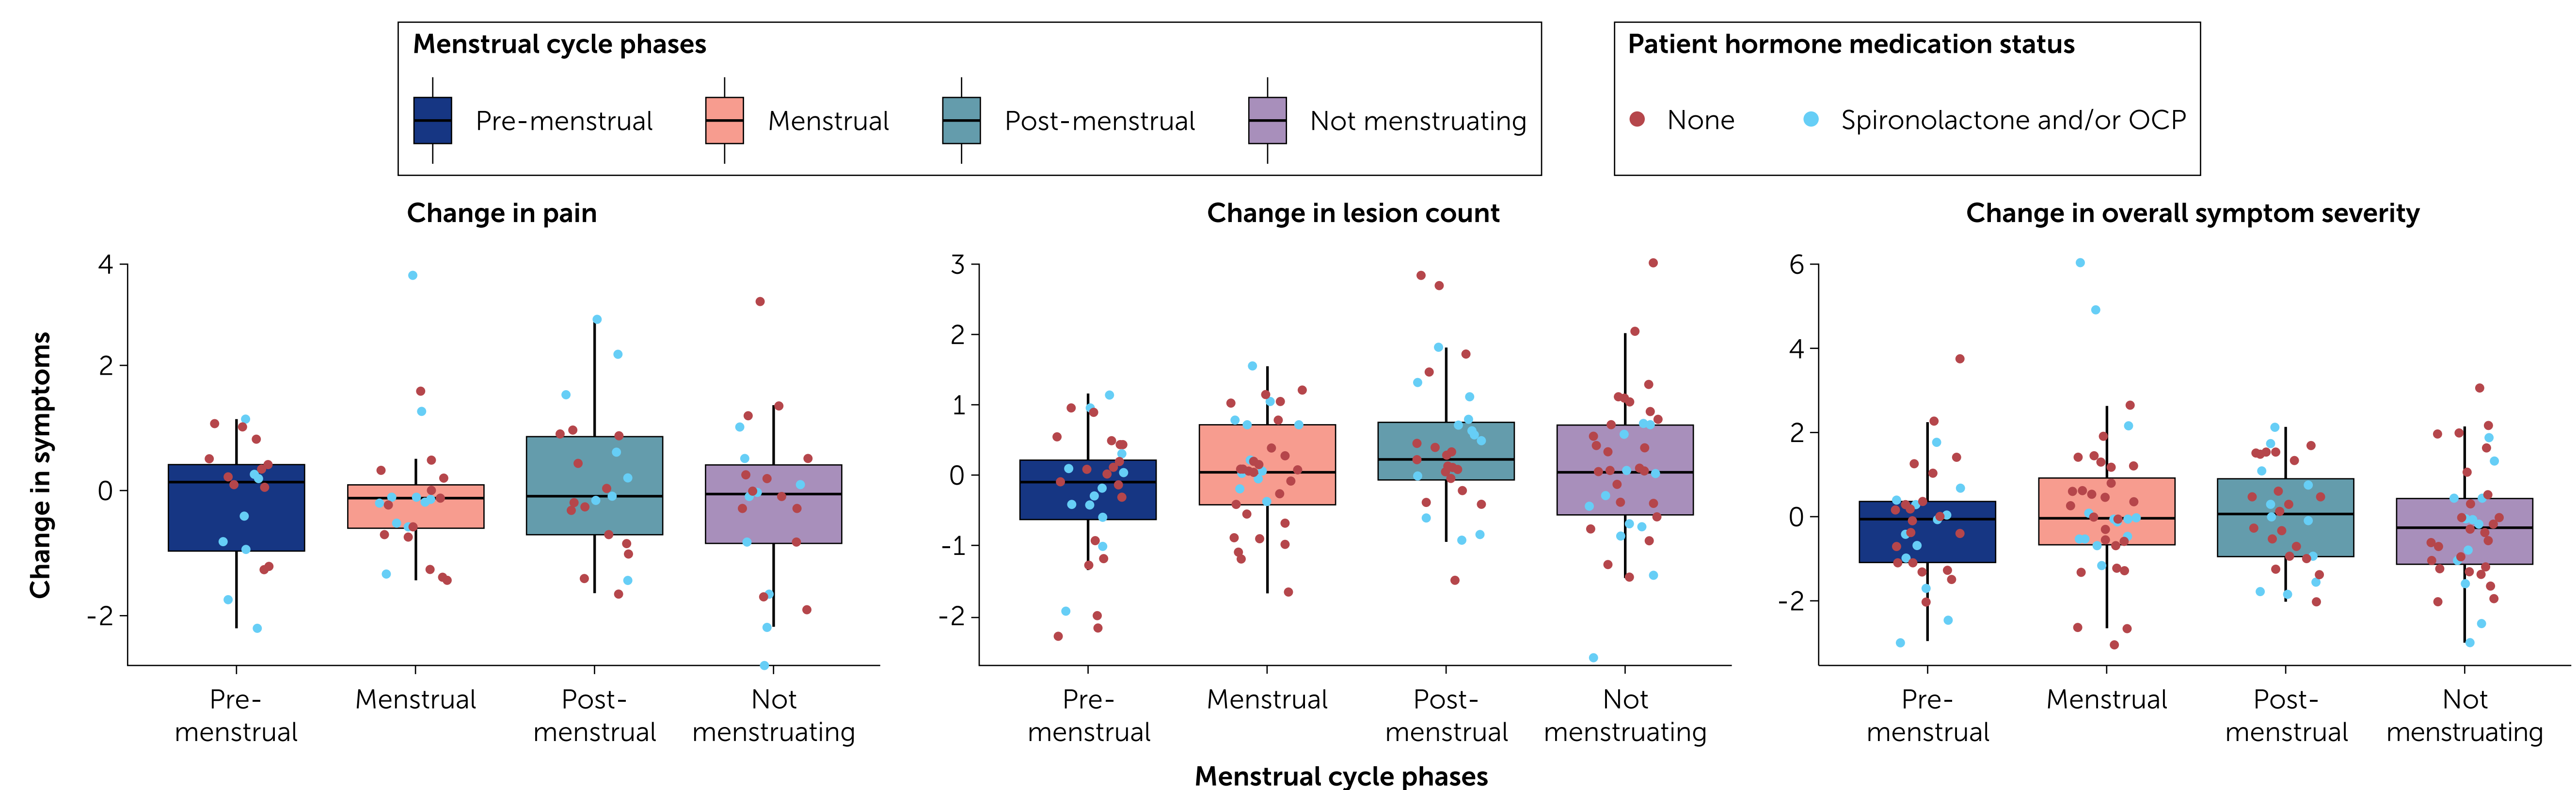 Menstrual cycle phases
Pre-menstrual
Menstrual
Post-menstrual
Not menstruating
Patient hormone medication status
None
Spironolactone and/or OCP
Change in symptoms
Change in pain
4
2
0
-2
Pre-
menstrual
Menstrual
Post-
menstrual
Not
menstruating
Change in lesion count
3
2
1
0
-1
-2
Pre-
menstrual
Menstrual
Post-
menstrual
Not
menstruating
Change in overall symptom severity
6
4
2
0
-2
Pre-
menstrual
Menstrual
Post-
menstrual
Not
menstruating
Menstrual cycle phases